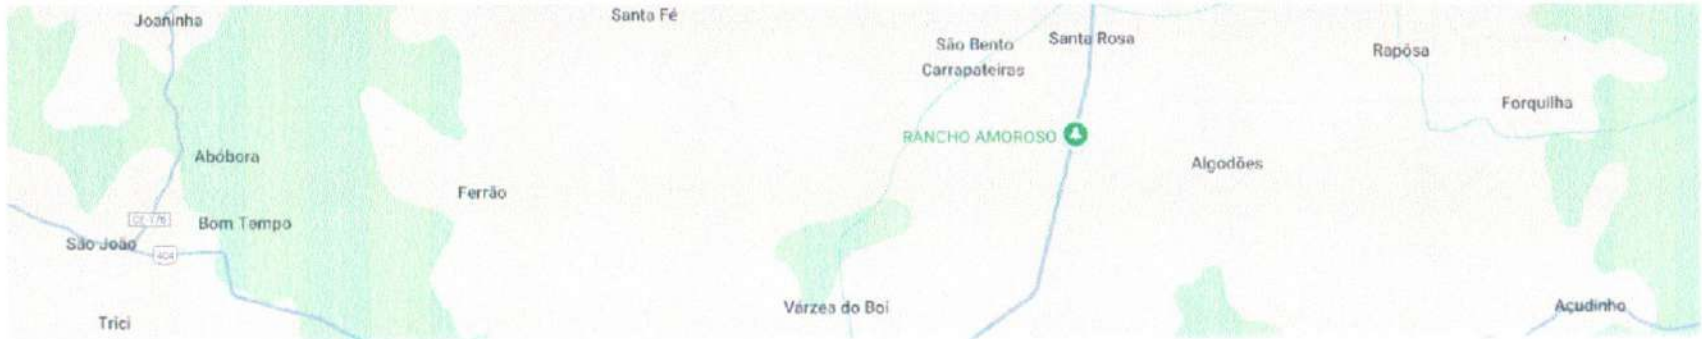 Joaninha
Santa Fé
São Bento
Carrapateiras
Santa Rosa
Rapôsa
Forquilha
RANCHO AMOROSO
Abóbora
Algodões
Ferrão
CE-176
Bom Tempo
São João
404
Várzea do Boi
Açudinho
Trici